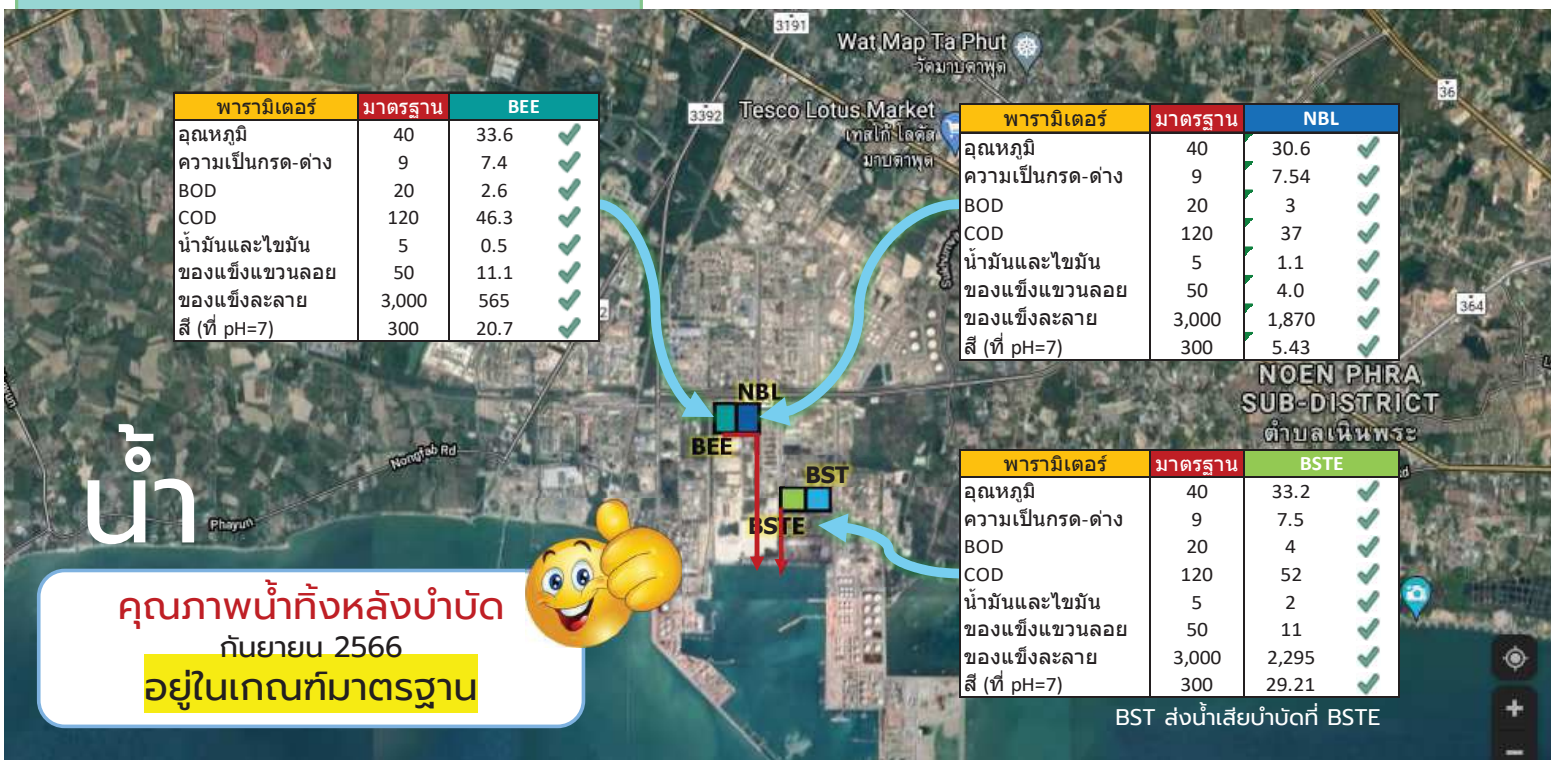 3191
Wat Map Ta Phut
วัดมาบตาพุด
36
3392
Tesco Lotus Market
เทสโก้ โลตัส
มาบตาพุด
พารามิเตอร์ มาตรฐาน BEE
อุณหภูมิ 40 33.6
ความเป็นกรด-ด่าง 9 7.4
BOD 20 2.6
COD 120 46.3
น้ำมันและไขมัน 5 0.5
ของแข็งแขวนลอย 50 11.1
ของแข็งละลาย 3,000 565
สี (ที่ pH=7) 300 20.7
พารามิเตอร์ มาตรฐาน NBL
อุณหภูมิ 40 30.6
ความเป็นกรด-ด่าง 9 7.54
BOD 20 3
COD 120 37
น้ำมันและไขมัน 5 1.1
ของแข็งแขวนลอย 50 4.0
ของแข็งละลาย 3,000 1,870
สี (ที่ pH=7) 300 5.43
364
NOEN PHRA
SUB-DISTRICT
ตำบลเนินพระ
NBL
BEE
BST
BSTE
Nongfab Rd
Phayun
น้ำ
คุณภาพน้ำทิ้งหลังบำบัด
กันยายน 2566
อยู่ในเกณฑ์มาตรฐาน
พารามิเตอร์ มาตรฐาน BSTE
อุณหภูมิ 40 33.2
ความเป็นกรด-ด่าง 9 7.5
BOD 20 4
COD 120 52
น้ำมันและไขมัน 5 2
ของแข็งแขวนลอย 50 11
ของแข็งละลาย 3,000 2,295
สี (ที่ pH=7) 300 29.21
BST ส่งน้ำเสียบำบัดที่ BSTE